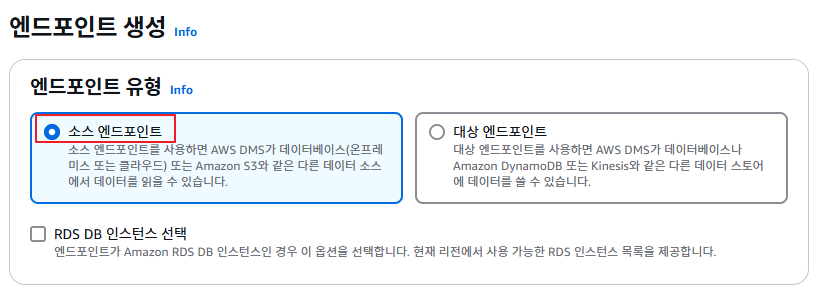 엔드포인트 생성 Info
엔드포인트 유형 Info
소스 엔드포인트
소스 엔드포인트를 사용하면 AWS DMS가 데이터베이스(온프레
미스 또는 클라우드) 또는 Amazon S3와 같은 다른 데이터 소스
에서 데이터를 읽을 수 있습니다.
대상 엔드포인트
대상 엔드포인트를 사용하면 AWS DMS가 데이터베이스나
Amazon DynamoDB 또는 Kinesis와 같은 다른 데이터 스토어
에 데이터를 쓸 수 있습니다.
RDS DB 인스턴스 선택
엔드포인트가 Amazon RDS DB 인스턴스인 경우 이 옵션을 선택합니다. 현재 리전에서 사용 가능한 RDS 인스턴스 목록을 제공합니다.